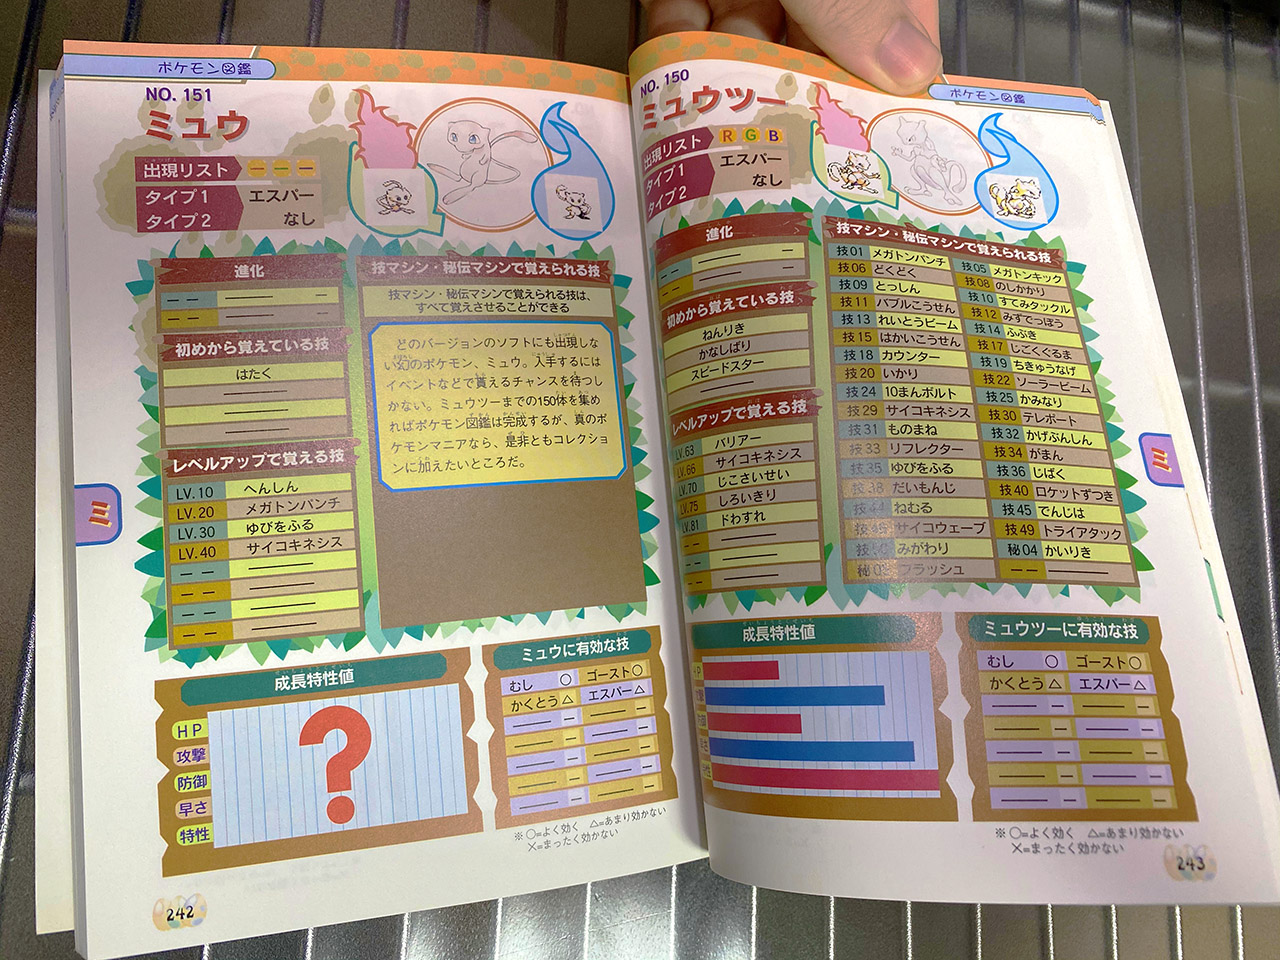 ポケモン図鑑
NO. 151
ミュウ
出現リスト ー ー ー
タイプ1 エスパー
タイプ2 なし
進化
ー ー ーーー ー
ー ー ーーー ー
初めから覚えている技
はたく
レベルアップで覚える技
LV.10 へんしん
LV.20 メガトンパンチ
LV.30 ゆびをふる
LV.40 サイコキネシス
技マシン・秘伝マシンで覚えられる技
技マシン・秘伝マシンで覚えられる技は、
すべて覚えさせることができる
どのバージョンのソフトにも出現しな
い幻のポケモン、ミュウ。入手するには
イベントなどで貰えるチャンスを待つし
かない。ミュウツーまでの150体を集め
ればポケモン図鑑は完成するが、真のポ
ケモンマニアなら、是非ともコレクショ
ンに加えたいところだ。
ミ
成長特性値
?
HP
攻撃
防御
早さ
特性
ミュウに有効な技
むし ○ ゴースト ○
かくとう △ エスパー △
※ ○=よく効く △=あまり効かない
×=まったく効かない
242
ポケモン図鑑
NO. 150
ミュウツー
出現リスト R G B
タイプ1 エスパー
タイプ2 なし
進化
初めから覚えている技
ねんりき
かなしばり
スピードスター
レベルアップで覚える技
LV.63 バリアー
LV.66 サイコキネシス
LV.70 じこさいせい
LV.75 しろいきり
LV.81 ドわすれ
技マシン・秘伝マシンで覚えられる技
技01 メガトンパンチ 技05 メガトンキック
技06 どくどく 技08 のしかかり
技09 とっしん 技10 すてみタックル
技11 バブルこうせん 技12 みずでっぽう
技13 れいとうビーム 技14 ふぶき
技15 はかいこうせん 技17 じごくぐるま
技18 カウンター 技19 ちきゅうなげ
技20 いかり 技22 ソーラービーム
技24 10まんボルト 技25 かみなり
技29 サイコキネシス 技30 テレポート
技31 ものまね 技32 かげぶんしん
技33 リフレクター 技34 がまん
技35 ゆびをふる 技36 じばく
技38 だいもんじ 技40 ロケットずつき
技44 ねむる 技45 でんじは
サイコウェーブ 技49 トライアタック
みがわり 秘04 かいりき
フラッシュ
ミ
成長特性値
ミュウツーに有効な技
むし ○ ゴースト ○
かくとう △ エスパー △
※ ○=よく効く △=あまり効かない
×=まったく効かない
243